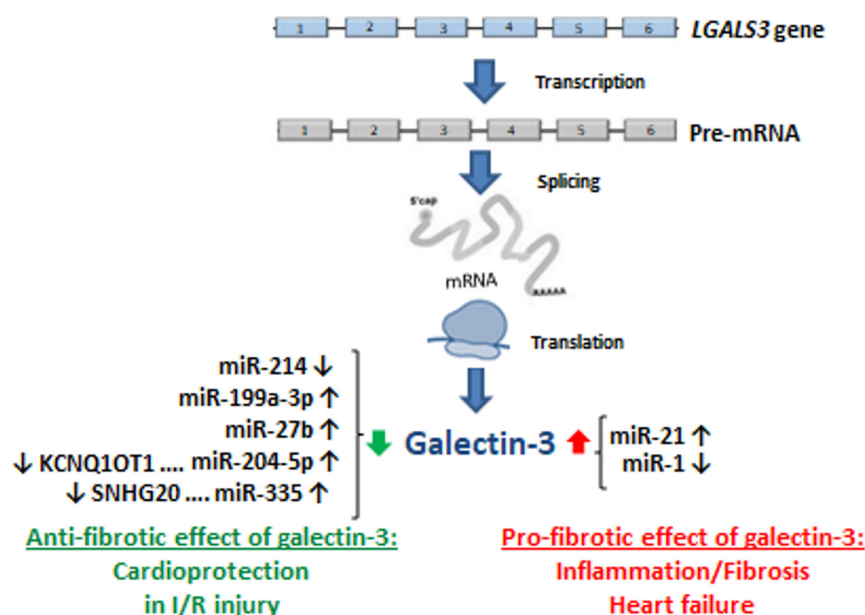 1 2 3 4 5 6 LGALS3 gene
Transcription
1 2 3 4 5 6 Pre-mRNA
Splicing
5'cap
mRNA
AAAAA
Translation
miR-214 ↓
miR-199a-3p ↑
miR-27b ↑
↓ KCNQ1OT1 .... miR-204-5p ↑
↓ SNHG20 .... miR-335 ↑
Galectin-3
miR-21 ↑
miR-1 ↓
Anti-fibrotic effect of galectin-3:
Cardioprotection
in I/R injury
Pro-fibrotic effect of galectin-3:
Inflammation/Fibrosis
Heart failure